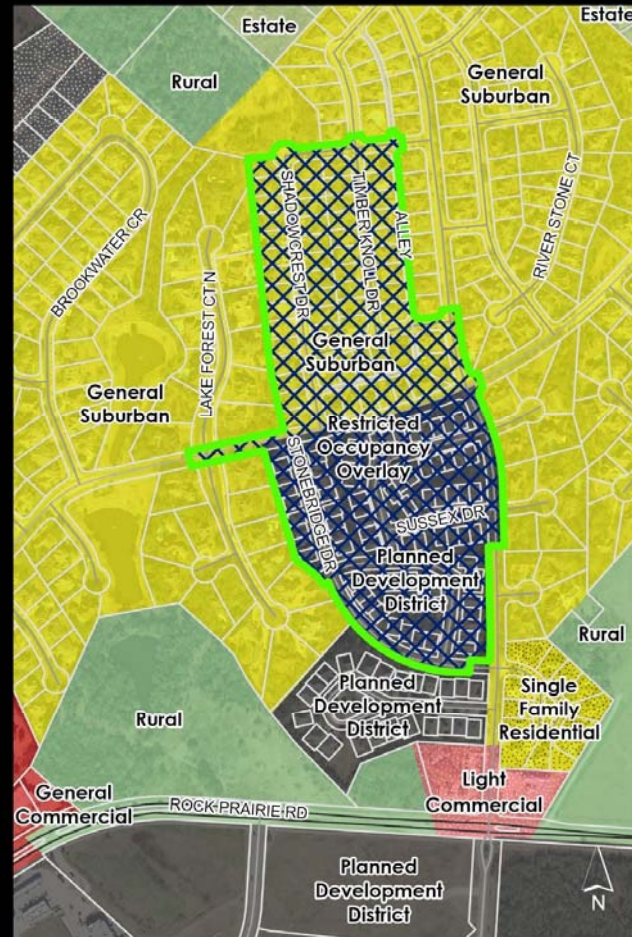 Estate
Estate
Rural
General
Suburban
SHADOWCREST DR
TIMBER KNOLL DR
ALLEY
RIVER STONE CT
BROOKWATER CR
LAKE FOREST CT N
General
Suburban
General
Suburban
Restricted
Occupancy
Overlay
STONEBRIDGE DR
SUSSEX DR
Planned
Development
District
Rural
Planned
Development
District
Single
Family
Residential
Rural
General
Commercial
Light
Commercial
ROCK PRAIRIE RD
Planned
Development
District
N